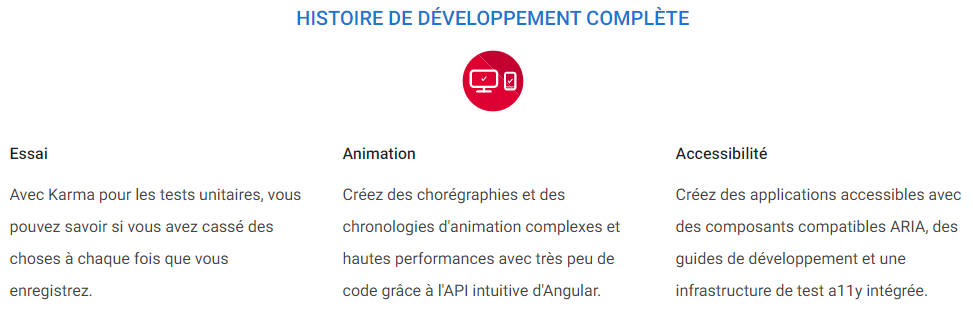 HISTOIRE DE DÉVELOPPEMENT COMPLÈTE
Essai
Avec Karma pour les tests unitaires, vous
pouvez savoir si vous avez cassé des
choses à chaque fois que vous
enregistrez.
Animation
Créez des chorégraphies et des
chronologies d'animation complexes et
hautes performances avec très peu de
code grâce à l'API intuitive d'Angular.
Accessibilité
Créez des applications accessibles avec
des composants compatibles ARIA, des
guides de développement et une
infrastructure de test a11y intégrée.